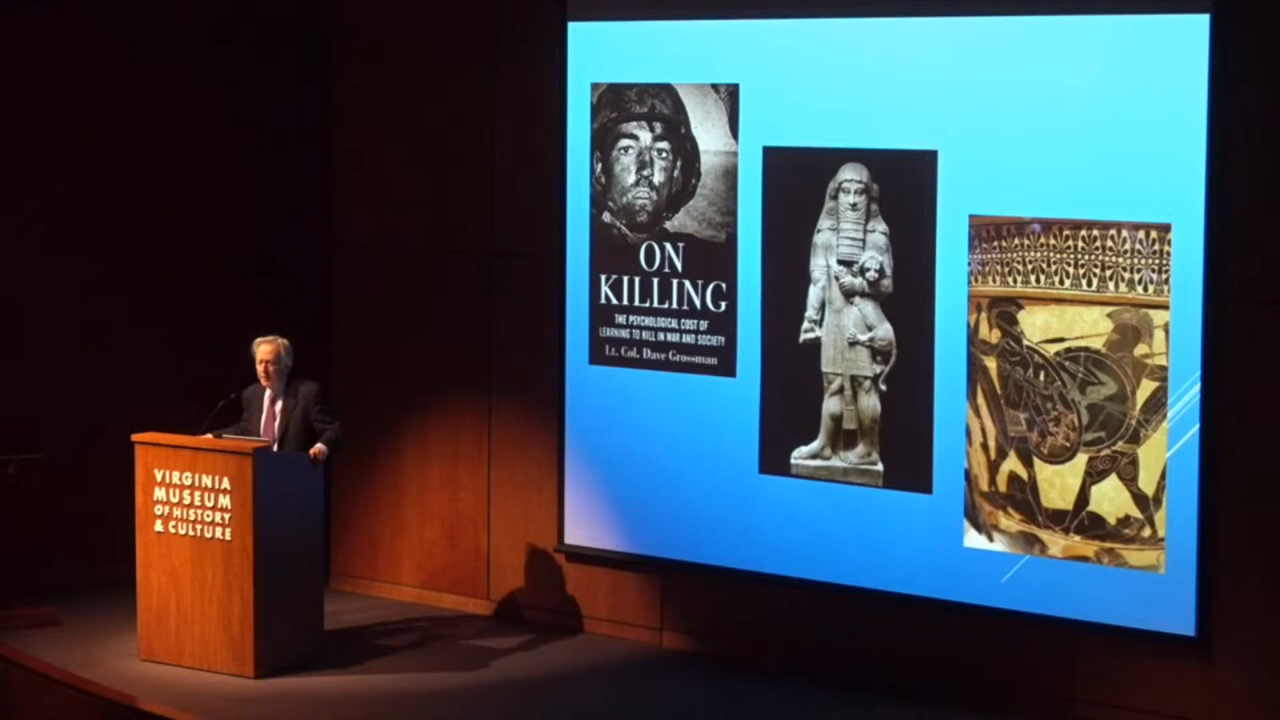 VIRGINIA
MUSEUM
OF HISTORY
& CULTURE
ON
KILLING
THE PSYCHOLOGICAL COST OF
LEARNING TO KILL IN WAR AND SOCIETY
Lt. Col. Dave Grossman